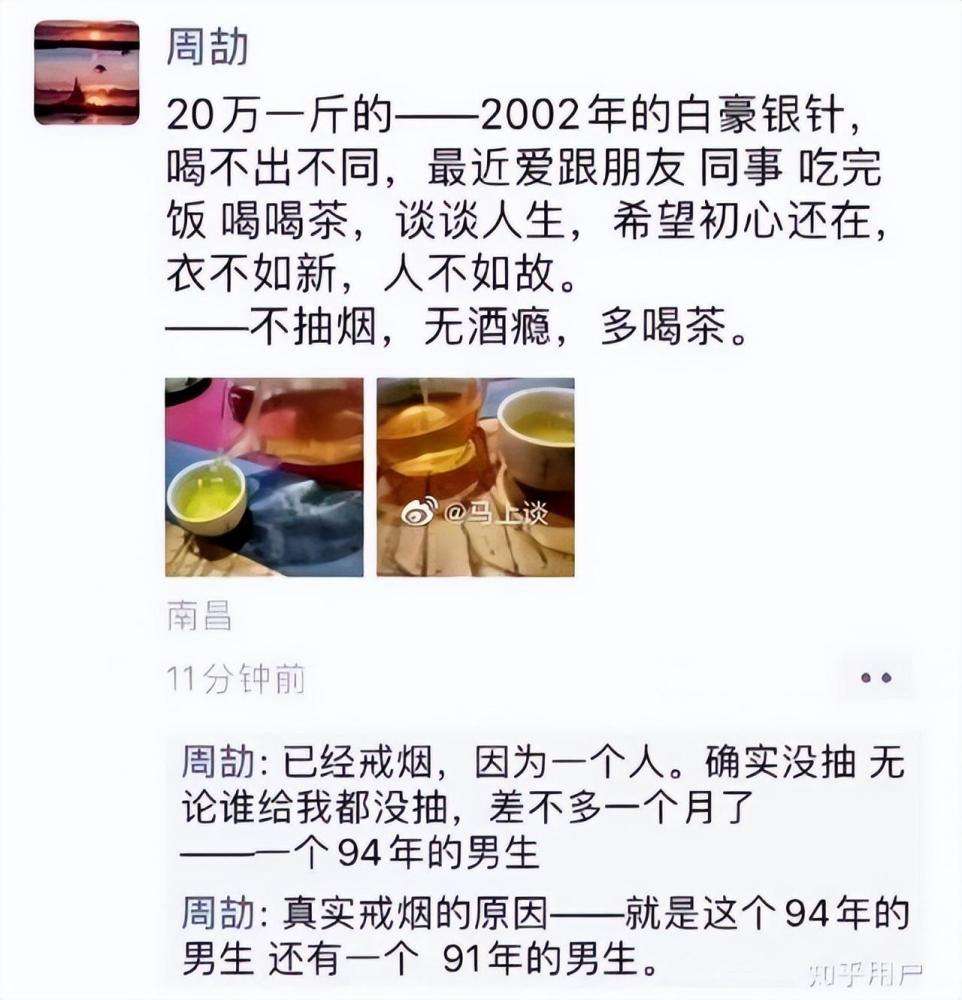 周劼
20万一斤的——2002年的白豪银针，
喝不出不同，最近爱跟朋友 同事 吃完
饭 喝喝茶，谈谈人生，希望初心还在，
衣不如新，人不如故。
——不抽烟，无酒瘾，多喝茶。
@马上谈
南昌
11分钟前
周劼: 已经戒烟，因为一个人。确实没抽 无
论谁给我都没抽，差不多一个月了
——一个94年的男生
周劼: 真实戒烟的原因——就是这个94年的
男生 还有一个 91年的男生。
知乎用户